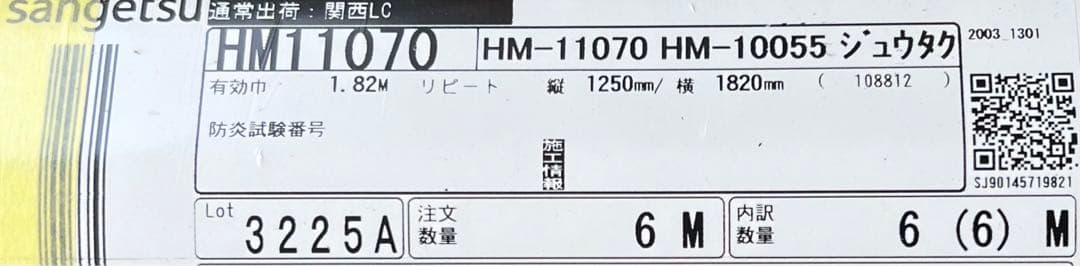 sangetsu
通常出荷：関西LC
HM11070
HM-11070 HM-10055 ジュウタク
2003_1301
有効巾 1.82M リピート 縦 1250mm/ 横 1820mm ( 108812 )
防炎試験番号
施工情報
SJ90145719821
Lot 3225A
注文数量 6 M
内訳数量 6 (6) M